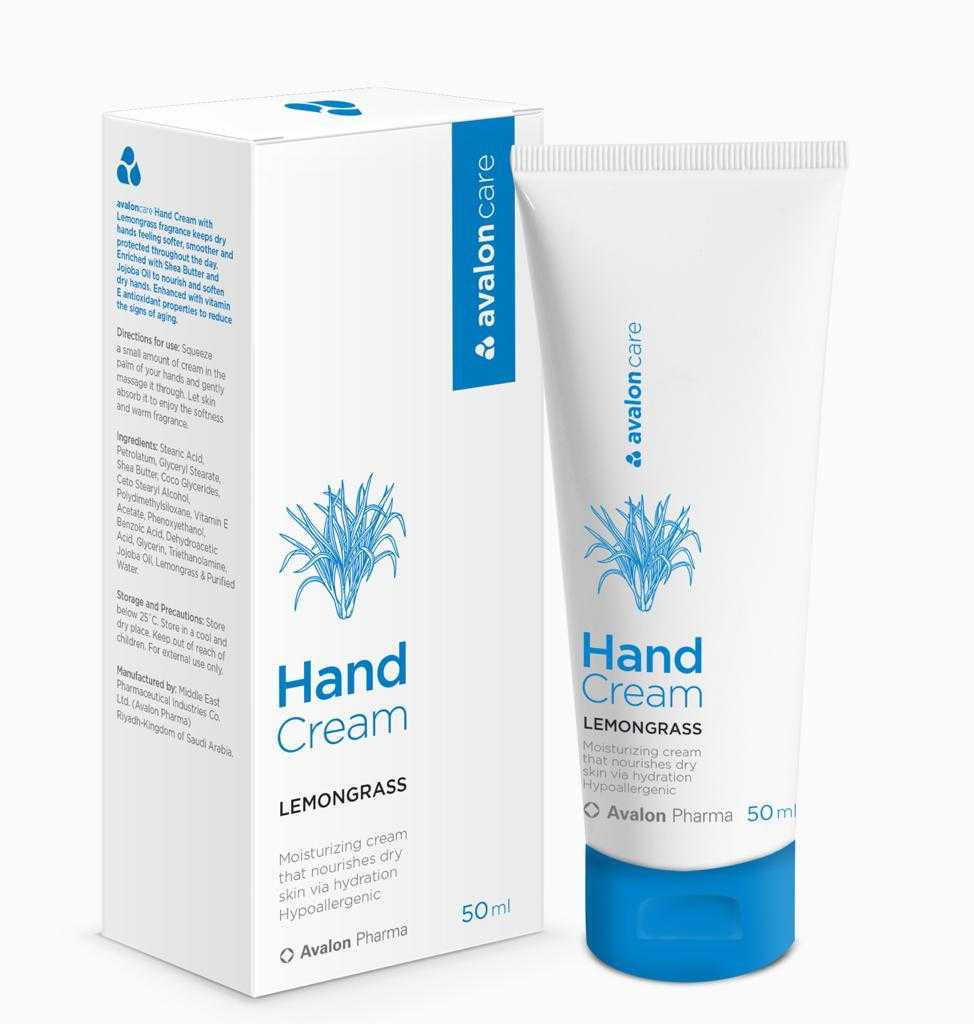 avaloncare Hand Cream with
Lemongrass fragrance keeps dry
hands feeling softer, smoother and
protected throughout the day.
Enriched with Shea Butter and
Jojoba Oil to nourish and soften
dry hands. Enhanced with vitamin
E antioxidant properties to reduce
the signs of aging.
Directions for use: Squeeze
a small amount of cream in the
palm of your hands and gently
massage it through. Let skin
absorb it to enjoy the softness
and warm fragrance.
Ingredients: Stearic Acid,
Petrolatum, Glyceryl Stearate,
Shea Butter, Coco Glycerides,
Ceto Stearyl Alcohol,
Polydimethylsiloxane, Vitamin E
Acetate, Phenoxyethanol,
Benzoic Acid, Dehydroacetic
Acid, Glycerin, Triethanolamine,
Jojoba Oil, Lemongrass & Purified
Water.
Storage and Precautions: Store
below 25°C. Store in a cool and
dry place. Keep out of reach of
children. For external use only.
Manufactured by: Middle East
Pharmaceutical Industries Co.
Ltd. (Avalon Pharma)
Riyadh-Kingdom of Saudi Arabia.
avalon care
Hand
Cream
LEMONGRASS
Moisturizing cream
that nourishes dry
skin via hydration
Hypoallergenic
Avalon Pharma
50 ml
avalon care
Hand
Cream
LEMONGRASS
Moisturizing cream
that nourishes dry
skin via hydration
Hypoallergenic
Avalon Pharma 50 ml